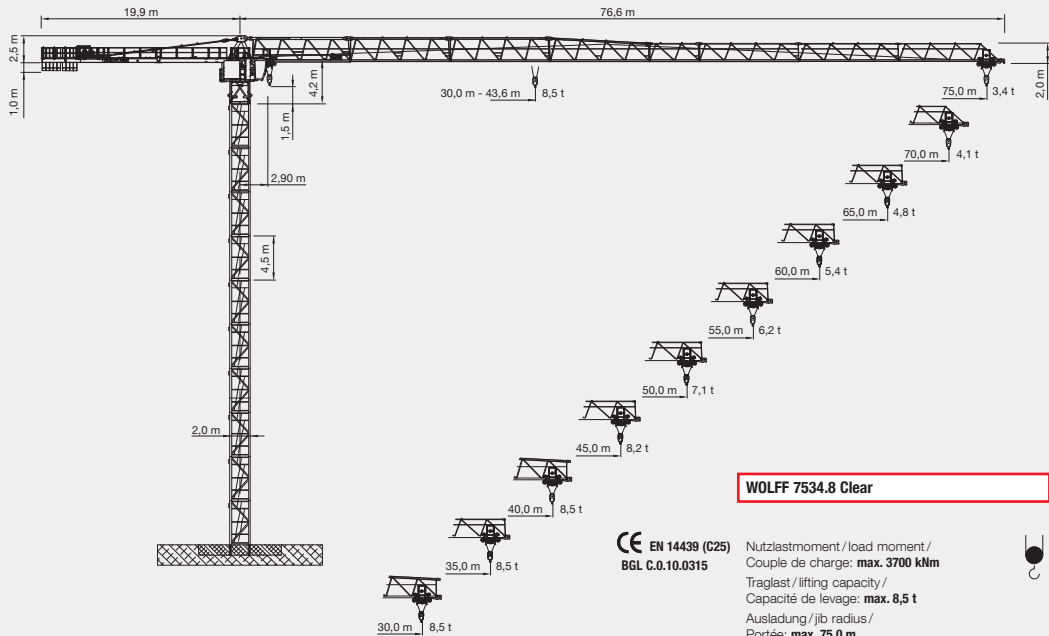 19,9 m
76,6 m
2,5 m
1,0 m
4,2 m
1,5 m
2,90 m
4,5 m
2,0 m
2,0 m
30,0 m - 43,6 m 8,5 t
75,0 m 3,4 t
70,0 m 4,1 t
65,0 m 4,8 t
60,0 m 5,4 t
55,0 m 6,2 t
50,0 m 7,1 t
45,0 m 8,2 t
40,0 m 8,5 t
35,0 m 8,5 t
30,0 m 8,5 t
WOLFF 7534.8 Clear
CE EN 14439 (C25)
BGL C.0.10.0315
Nutzlastmoment / load moment /
Couple de charge: max. 3700 kNm
Traglast / lifting capacity /
Capacité de levage: max. 8,5 t
Ausladung / jib radius /
Portée: max. 75,0 m